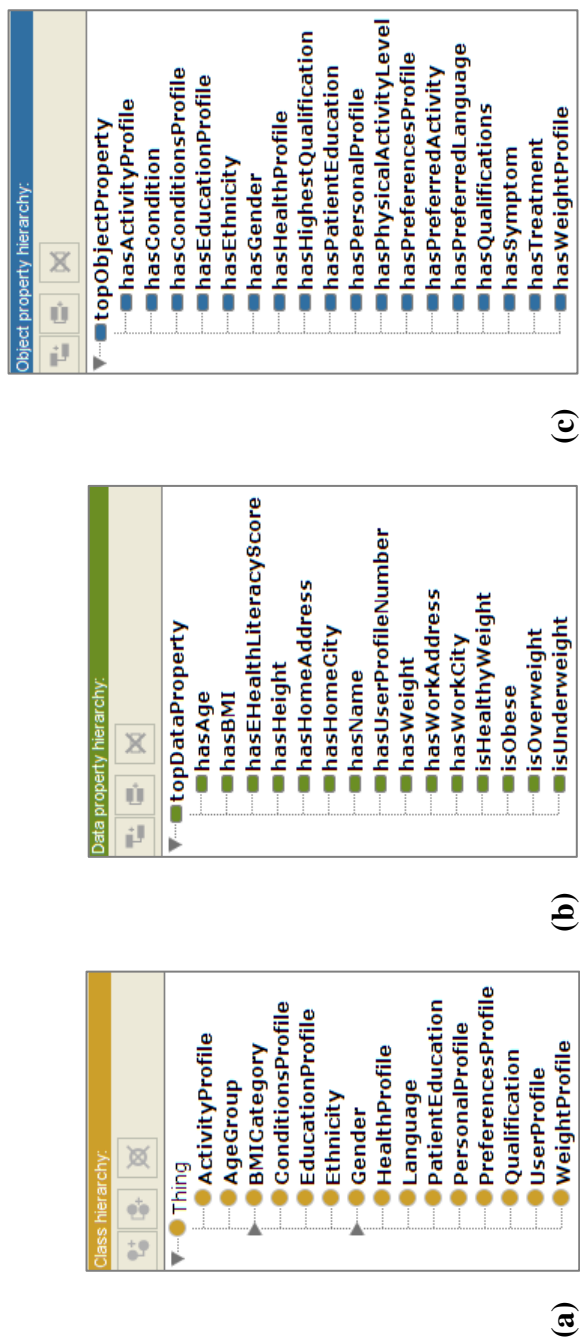 Class hierarchy:
Thing
ActivityProfile
AgeGroup
BMICategory
ConditionsProfile
EducationProfile
Ethnicity
Gender
HealthProfile
Language
PatientEducation
PersonalProfile
PreferencesProfile
Qualification
UserProfile
WeightProfile
(a)
Data property hierarchy:
topDataProperty
hasAge
hasBMI
hasEHealthLiteracyScore
hasHeight
hasHomeAddress
hasHomeCity
hasName
hasUserProfileNumber
hasWeight
hasWorkAddress
hasWorkCity
isHealthyWeight
isObese
isOverweight
isUnderweight
(b)
Object property hierarchy:
topObjectProperty
hasActivityProfile
hasCondition
hasConditionsProfile
hasEducationProfile
hasEthnicity
hasGender
hasHealthProfile
hasHighestQualification
hasPatientEducation
hasPersonalProfile
hasPhysicalActivityLevel
hasPreferencesProfile
hasPreferredActivity
hasPreferredLanguage
hasQualifications
hasSymptom
hasTreatment
hasWeightProfile
(c)